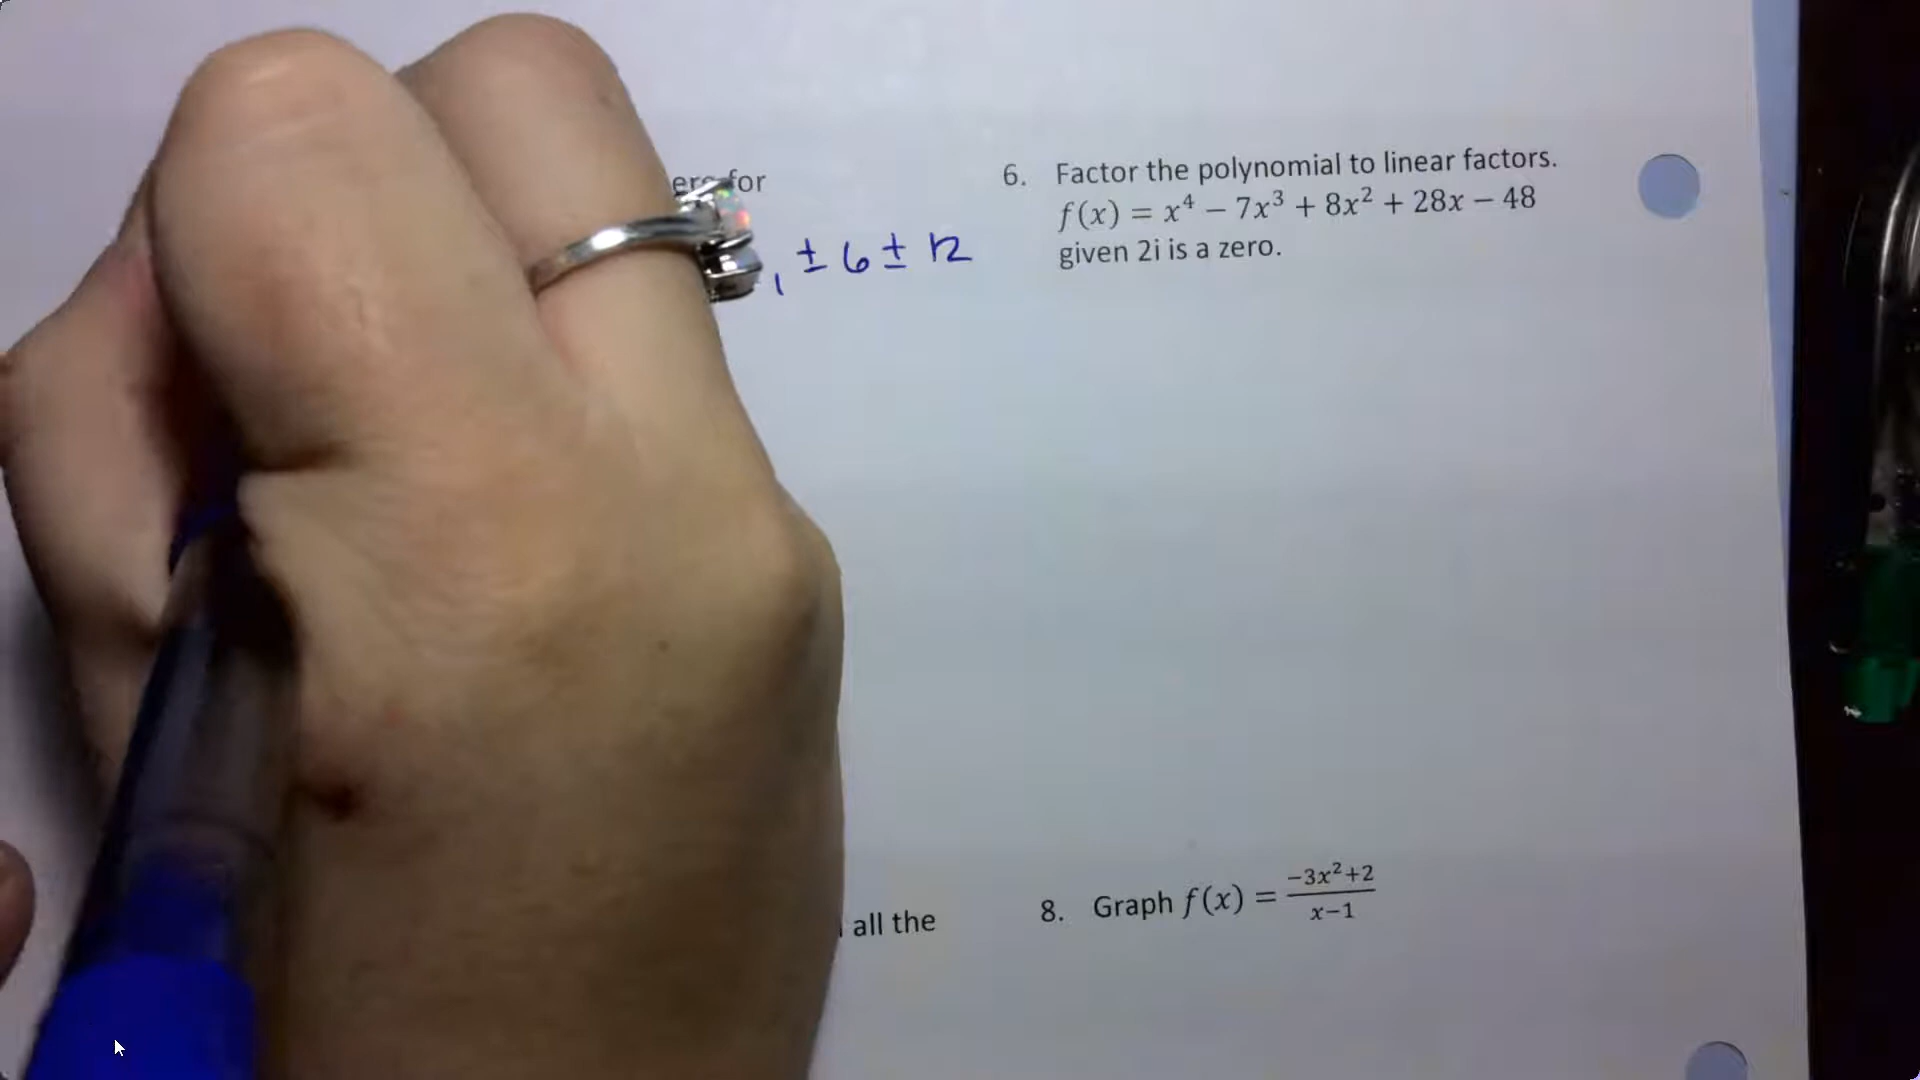 for
, ± 6 ± 12
6. Factor the polynomial to linear factors.
f(x) = x⁴ − 7x³ + 8x² + 28x − 48
given 2i is a zero.
all the
8. Graph f(x) = −3x²+2 / x−1